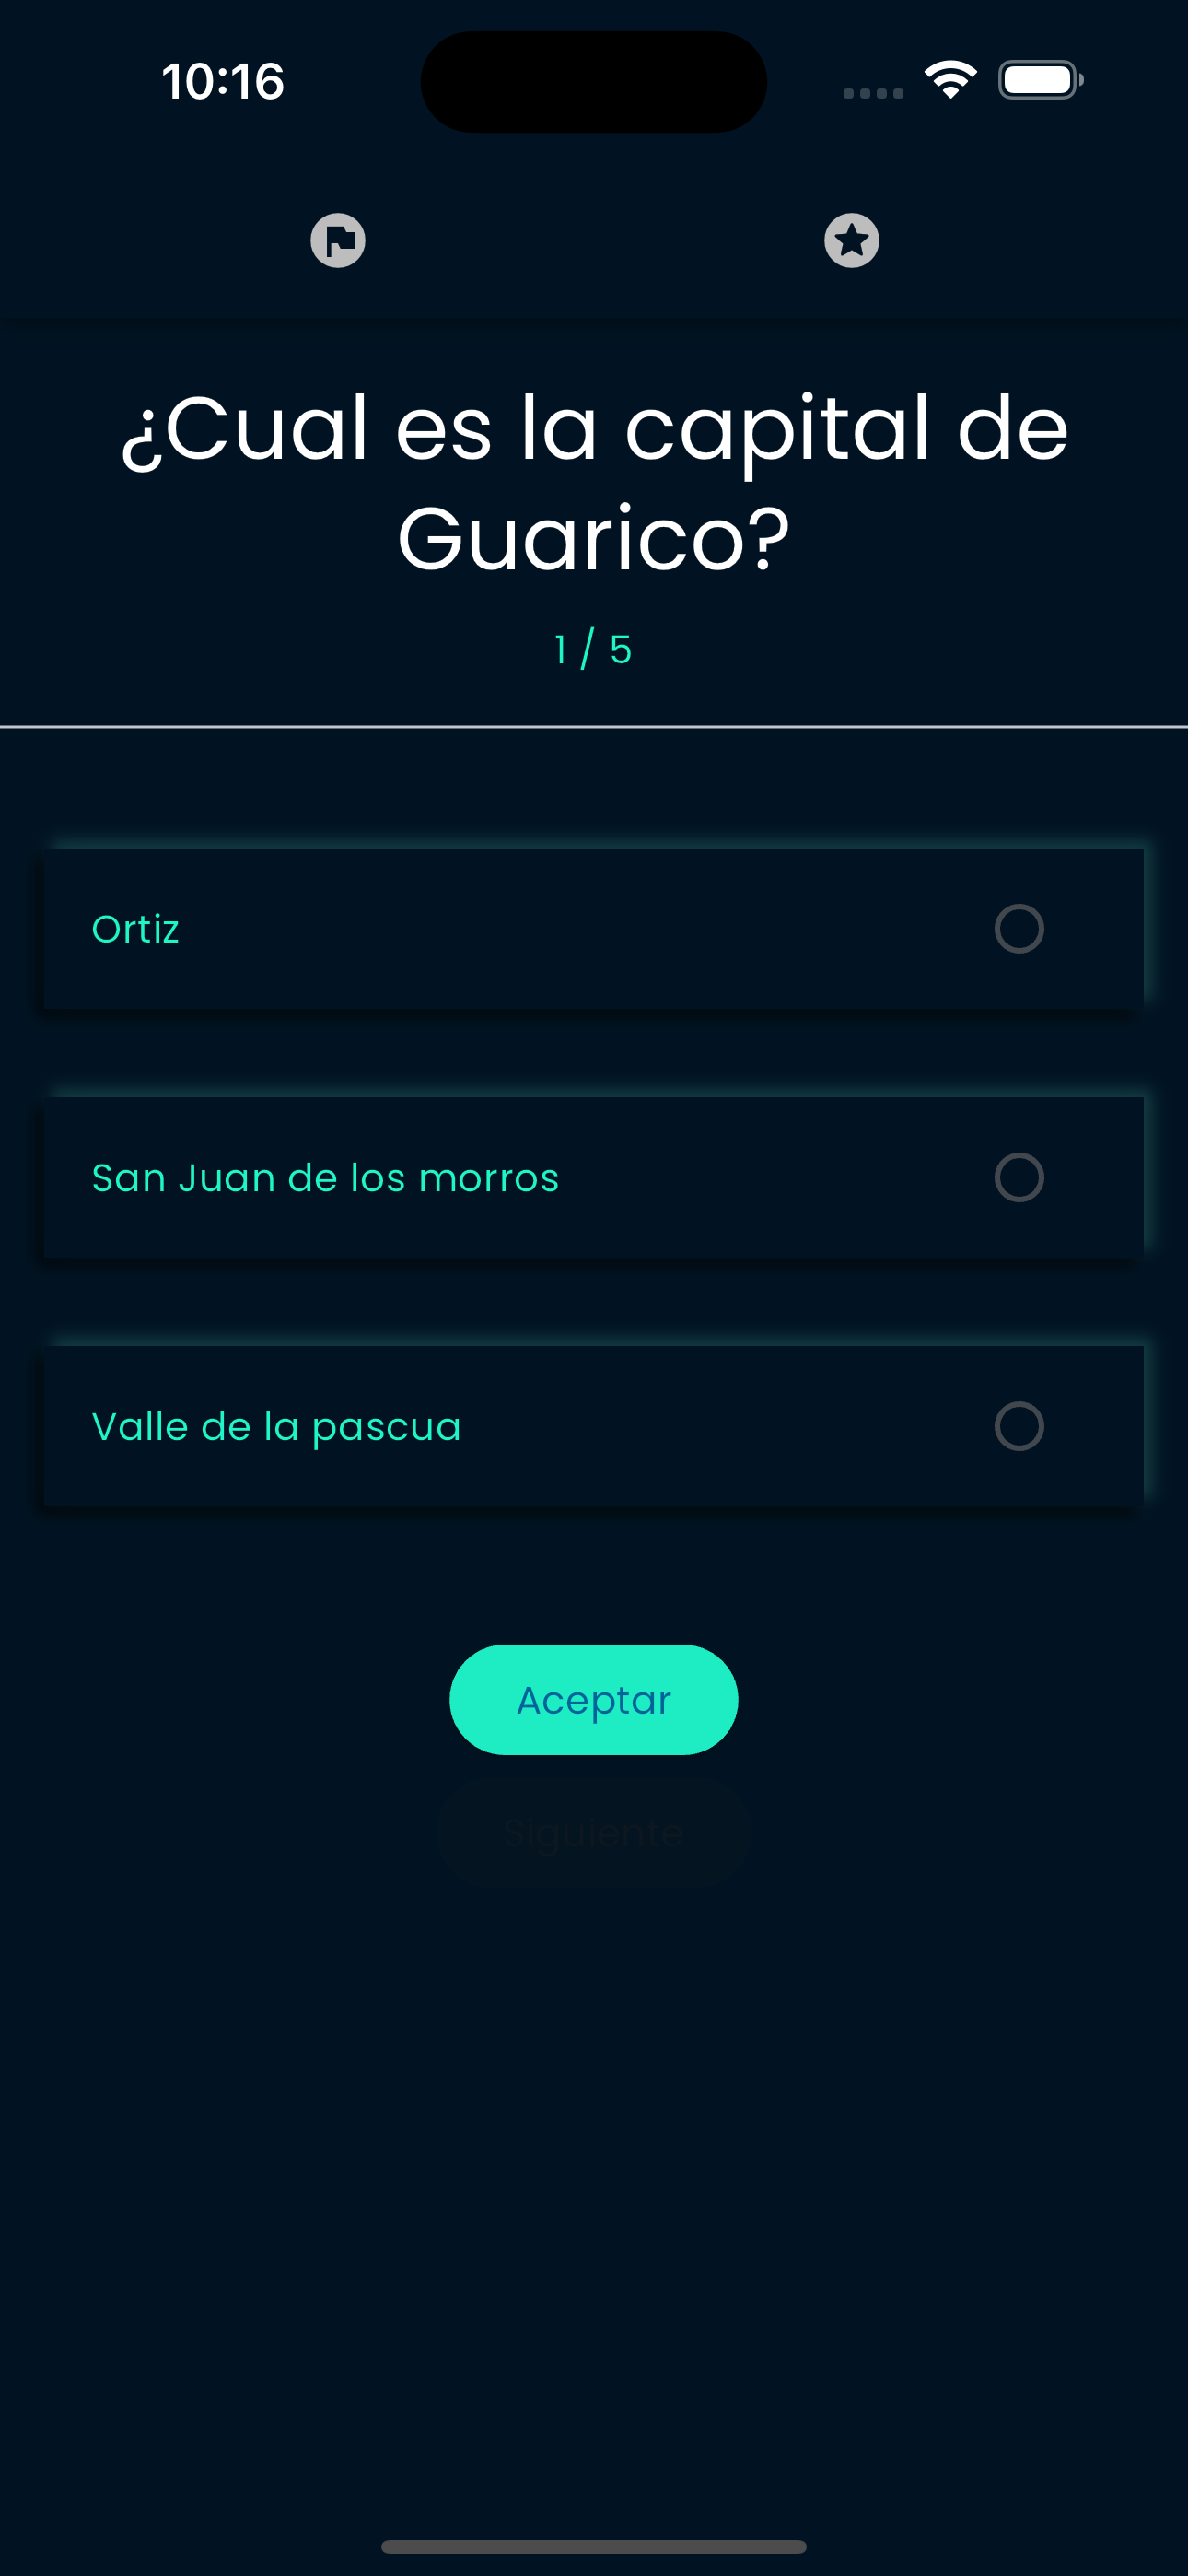 10:16
¿Cual es la capital de
Guarico?
1 / 5
Ortiz
San Juan de los morros
Valle de la pascua
Aceptar
Siguiente